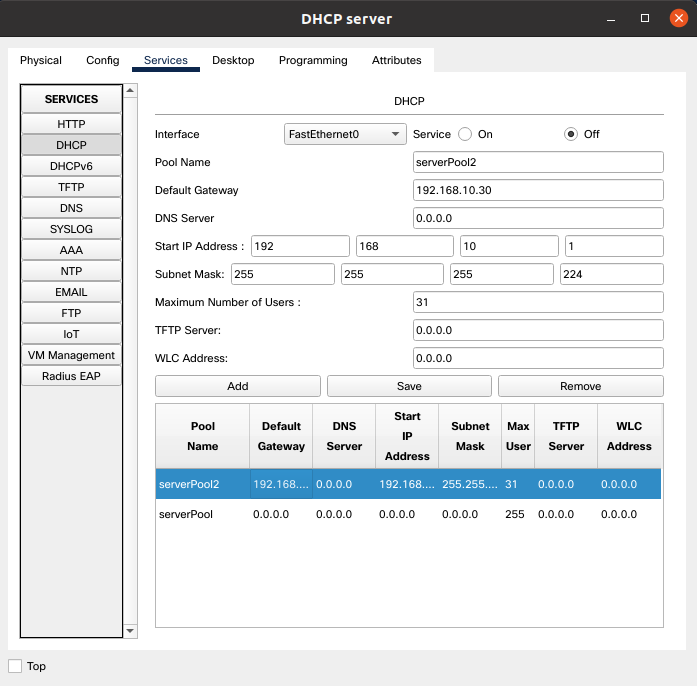 DHCP server
Physical Config Services Desktop Programming Attributes
SERVICES
HTTP
DHCP
DHCPv6
TFTP
DNS
SYSLOG
AAA
NTP
EMAIL
FTP
IoT
VM Management
Radius EAP
DHCP
Interface FastEthernet0 Service On Off
Pool Name serverPool2
Default Gateway 192.168.10.30
DNS Server 0.0.0.0
Start IP Address : 192 168 10 1
Subnet Mask: 255 255 255 224
Maximum Number of Users : 31
TFTP Server: 0.0.0.0
WLC Address: 0.0.0.0
Add Save Remove
Pool Name Default Gateway DNS Server Start IP Address Subnet Mask Max User TFTP Server WLC Address
serverPool2 192.168.... 0.0.0.0 192.168.... 255.255.... 31 0.0.0.0 0.0.0.0
serverPool 0.0.0.0 0.0.0.0 0.0.0.0 0.0.0.0 255 0.0.0.0 0.0.0.0
Top